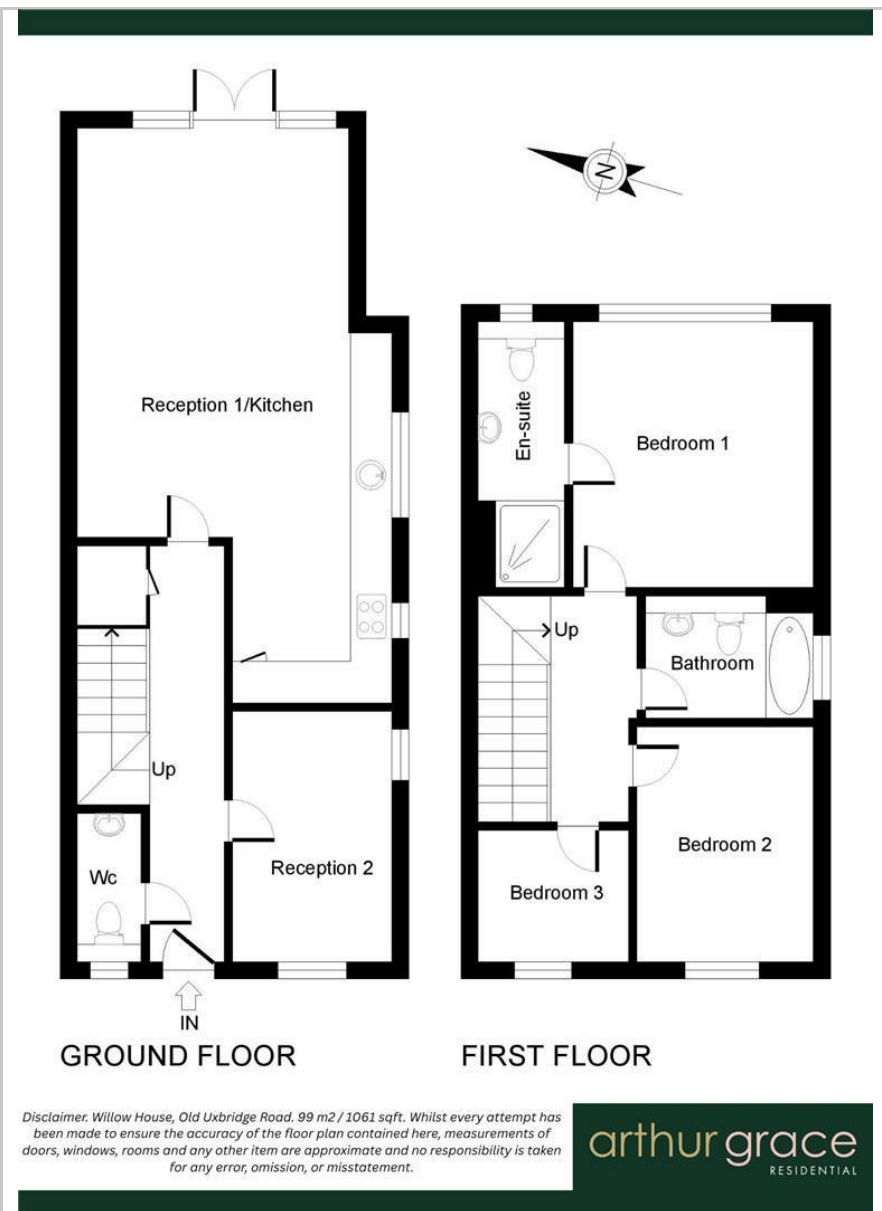 N
Reception 1/Kitchen
Up
Wc
Reception 2
IN
GROUND FLOOR
En-suite
Bedroom 1
Up
Bathroom
Bedroom 2
Bedroom 3
FIRST FLOOR
Disclaimer. Willow House, Old Uxbridge Road. 99 m2 / 1061 sqft. Whilst every attempt has
been made to ensure the accuracy of the floor plan contained here, measurements of
doors, windows, rooms and any other item are approximate and no responsibility is taken
for any error, omission, or misstatement.
arthur grace
RESIDENTIAL